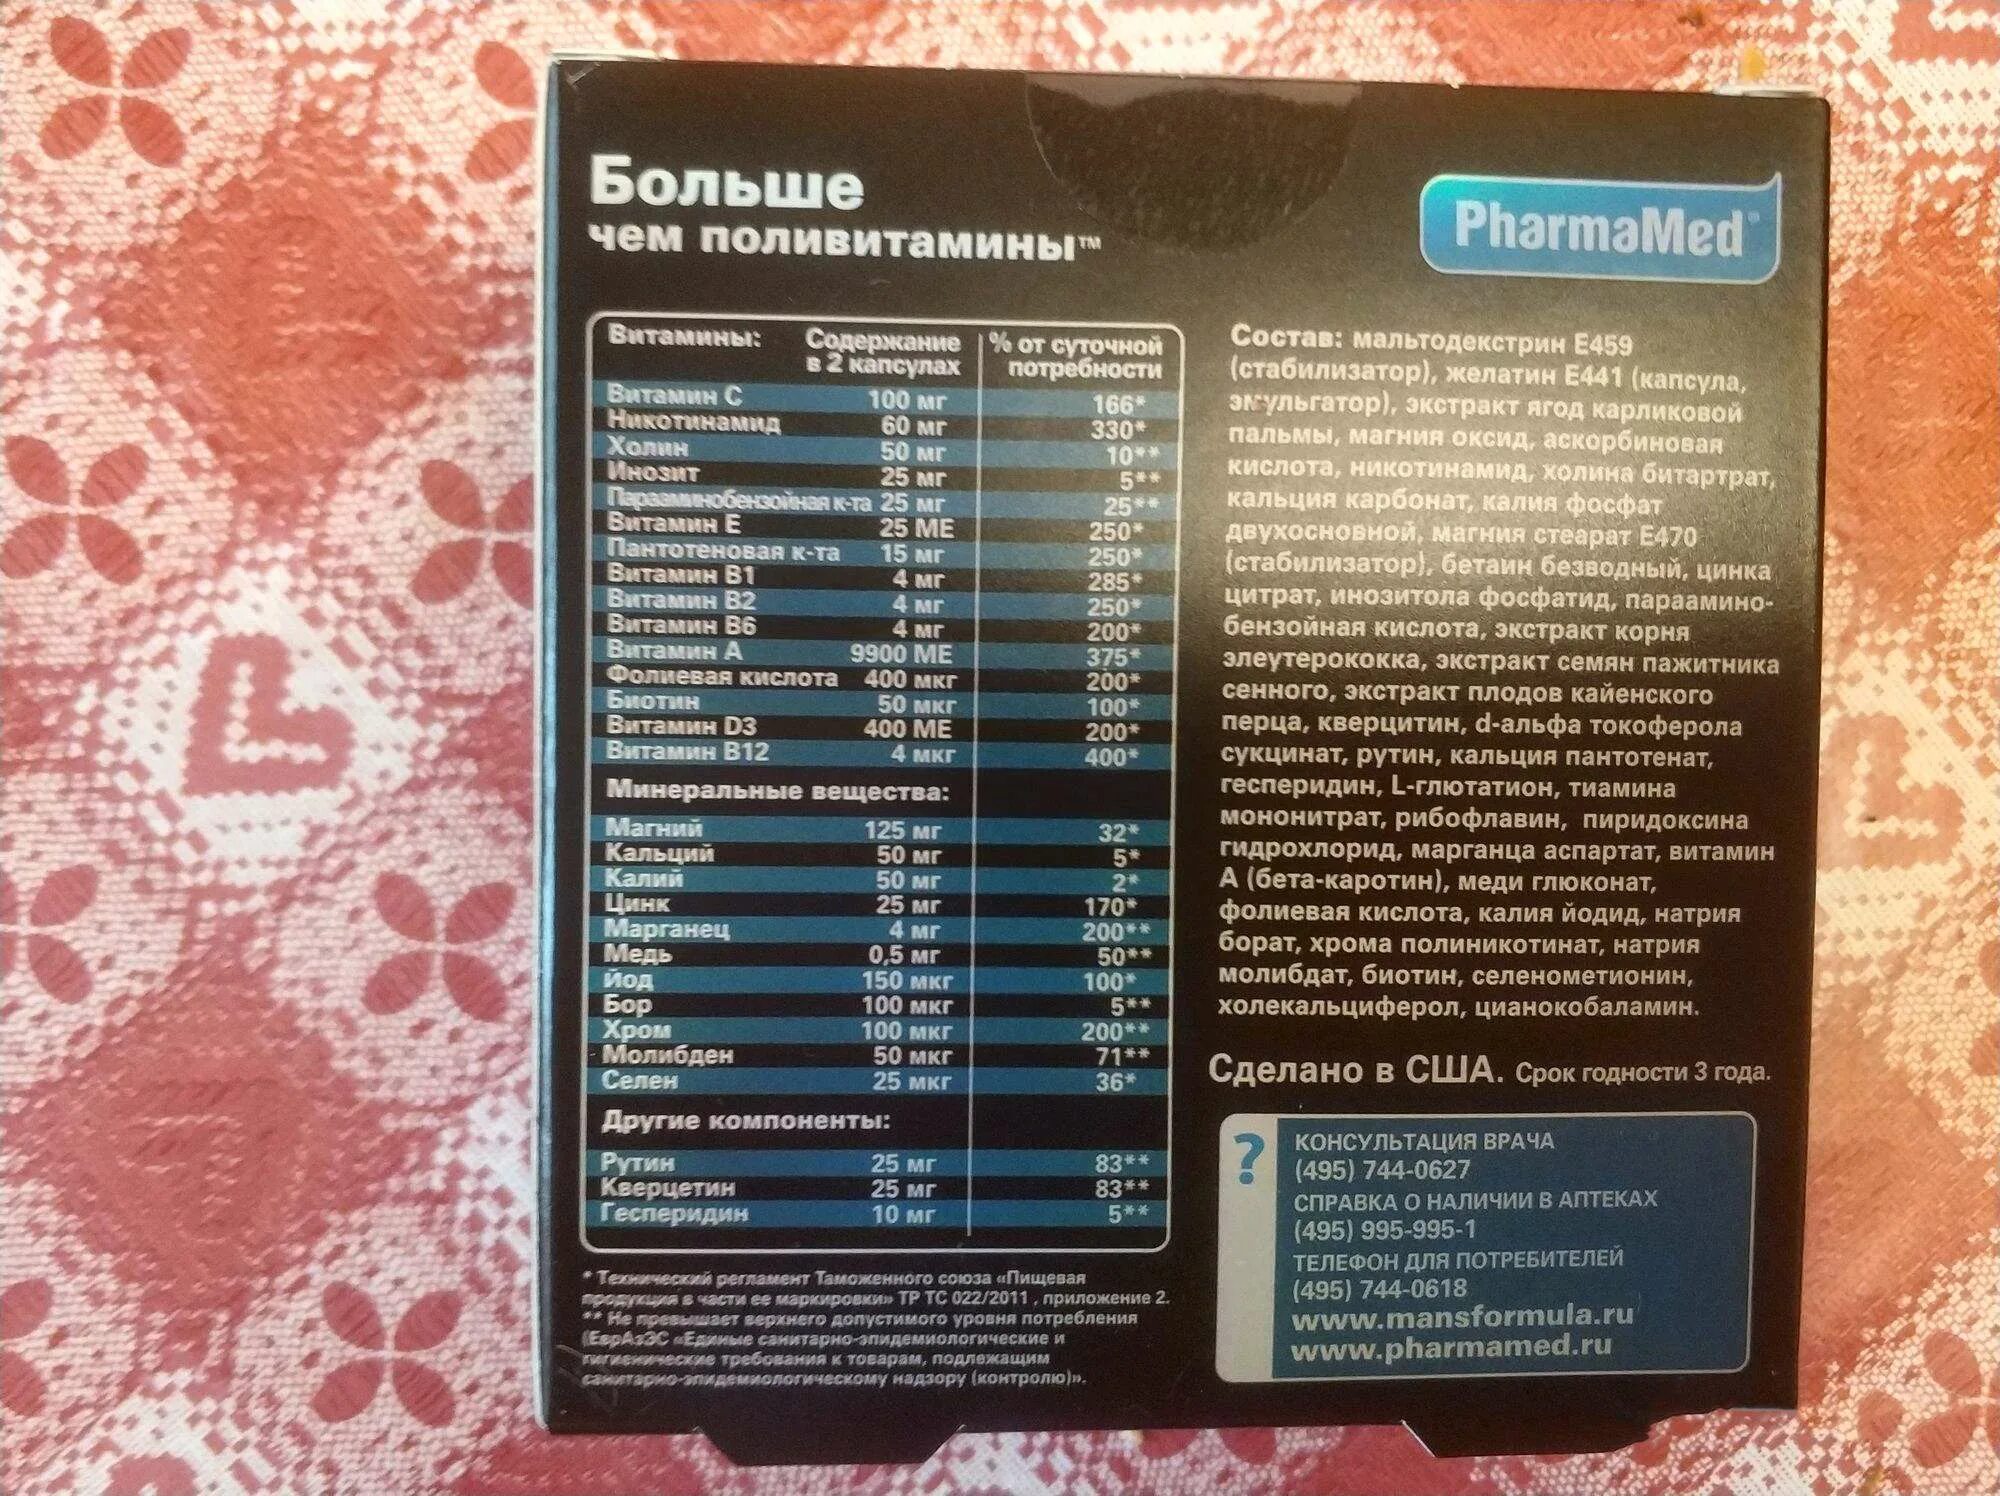 Больше
чем поливитамины™
PharmaMed®
Витамины: Содержание в 2 капсулах % от суточной потребности
Витамин С 100 мг 166*
Никотинамид 60 мг 330*
Холин 50 мг 10**
Инозит 25 мг 5**
Парааминобензойная к-та 25 мг 25**
Витамин Е 25 МЕ 250*
Пантотеновая к-та 15 мг 250*
Витамин В1 4 мг 285*
Витамин В2 4 мг 250*
Витамин В6 4 мг 200*
Витамин А 9900 МЕ 375*
Фолиевая кислота 400 мкг 200*
Биотин 50 мкг 100*
Витамин D3 400 МЕ 200*
Витамин В12 4 мкг 400*
Минеральные вещества:
Магний 125 мг 32*
Кальций 50 мг 5*
Калий 50 мг 2*
Цинк 25 мг 170*
Марганец 4 мг 200**
Медь 0,5 мг 50**
Йод 150 мкг 100*
Бор 100 мкг 5**
Хром 100 мкг 200**
Молибден 50 мкг 71**
Селен 25 мкг 36*
Другие компоненты:
Рутин 25 мг 83**
Кверцетин 25 мг 83**
Гесперидин 10 мг 5**
* Технический регламент Таможенного союза «Пищевая
продукция в части ее маркировки» ТР ТС 022/2011 , приложение 2.
** Не превышает верхнего допустимого уровня потребления
(ЕврАзЭС «Единые санитарно-эпидемиологические и
гигиенические требования к товарам, подлежащим
санитарно-эпидемиологическому надзору (контролю)».
Состав: мальтодекстрин Е459
(стабилизатор), желатин Е441 (капсула,
эмульгатор), экстракт ягод карликовой
пальмы, магния оксид, аскорбиновая
кислота, никотинамид, холина битартрат,
кальция карбонат, калия фосфат
двухосновной, магния стеарат Е470
(стабилизатор), бетаин безводный, цинка
цитрат, инозитола фосфатид, параамино-
бензойная кислота, экстракт корня
элеутерококка, экстракт семян пажитника
сенного, экстракт плодов кайенского
перца, кверцитин, d-альфа токоферола
сукцинат, рутин, кальция пантотенат,
гесперидин, L-глютатион, тиамина
мононитрат, рибофлавин, пиридоксина
гидрохлорид, марганца аспартат, витамин
А (бета-каротин), меди глюконат,
фолиевая кислота, калия йодид, натрия
борат, хрома полиникотинат, натрия
молибдат, биотин, селенометионин,
холекальциферол, цианокобаламин.
Сделано в США. Срок годности 3 года.
?
КОНСУЛЬТАЦИЯ ВРАЧА
(495) 744-0627
СПРАВКА О НАЛИЧИИ В АПТЕКАХ
(495) 995-995-1
ТЕЛЕФОН ДЛЯ ПОТРЕБИТЕЛЕЙ
(495) 744-0618
www.mansformula.ru
www.pharmamed.ru